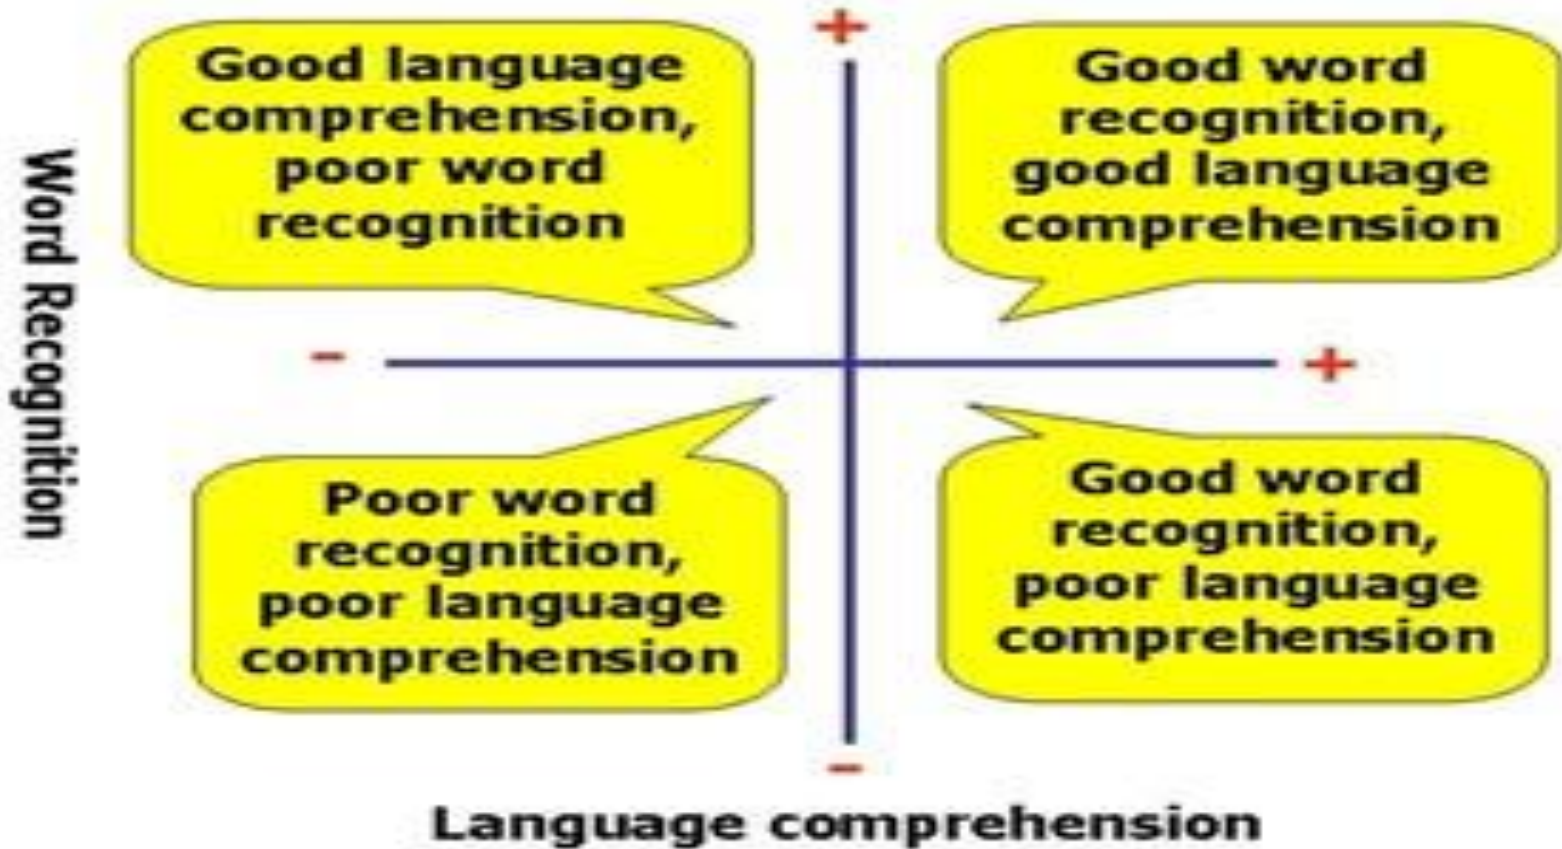 +
Good language
comprehension,
poor word
recognition
Good word
recognition,
good language
comprehension
Word Recognition
-
+
Poor word
recognition,
poor language
comprehension
Good word
recognition,
poor language
comprehension
-
Language comprehension